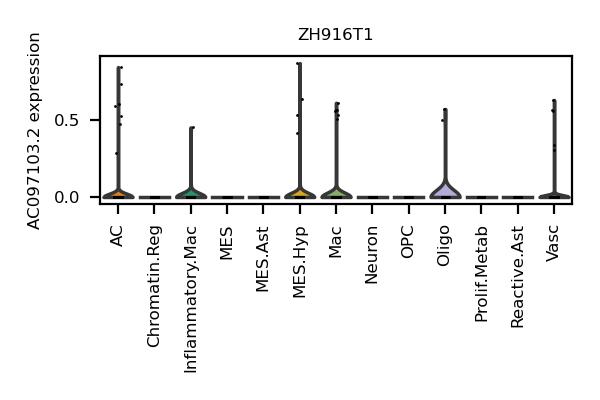 ZH916T1
AC097103.2 expression
0.5
0.0
AC
Chromatin.Reg
Inflammatory.Mac
MES
MES.Ast
MES.Hyp
Mac
Neuron
OPC
Oligo
Prolif.Metab
Reactive.Ast
Vasc